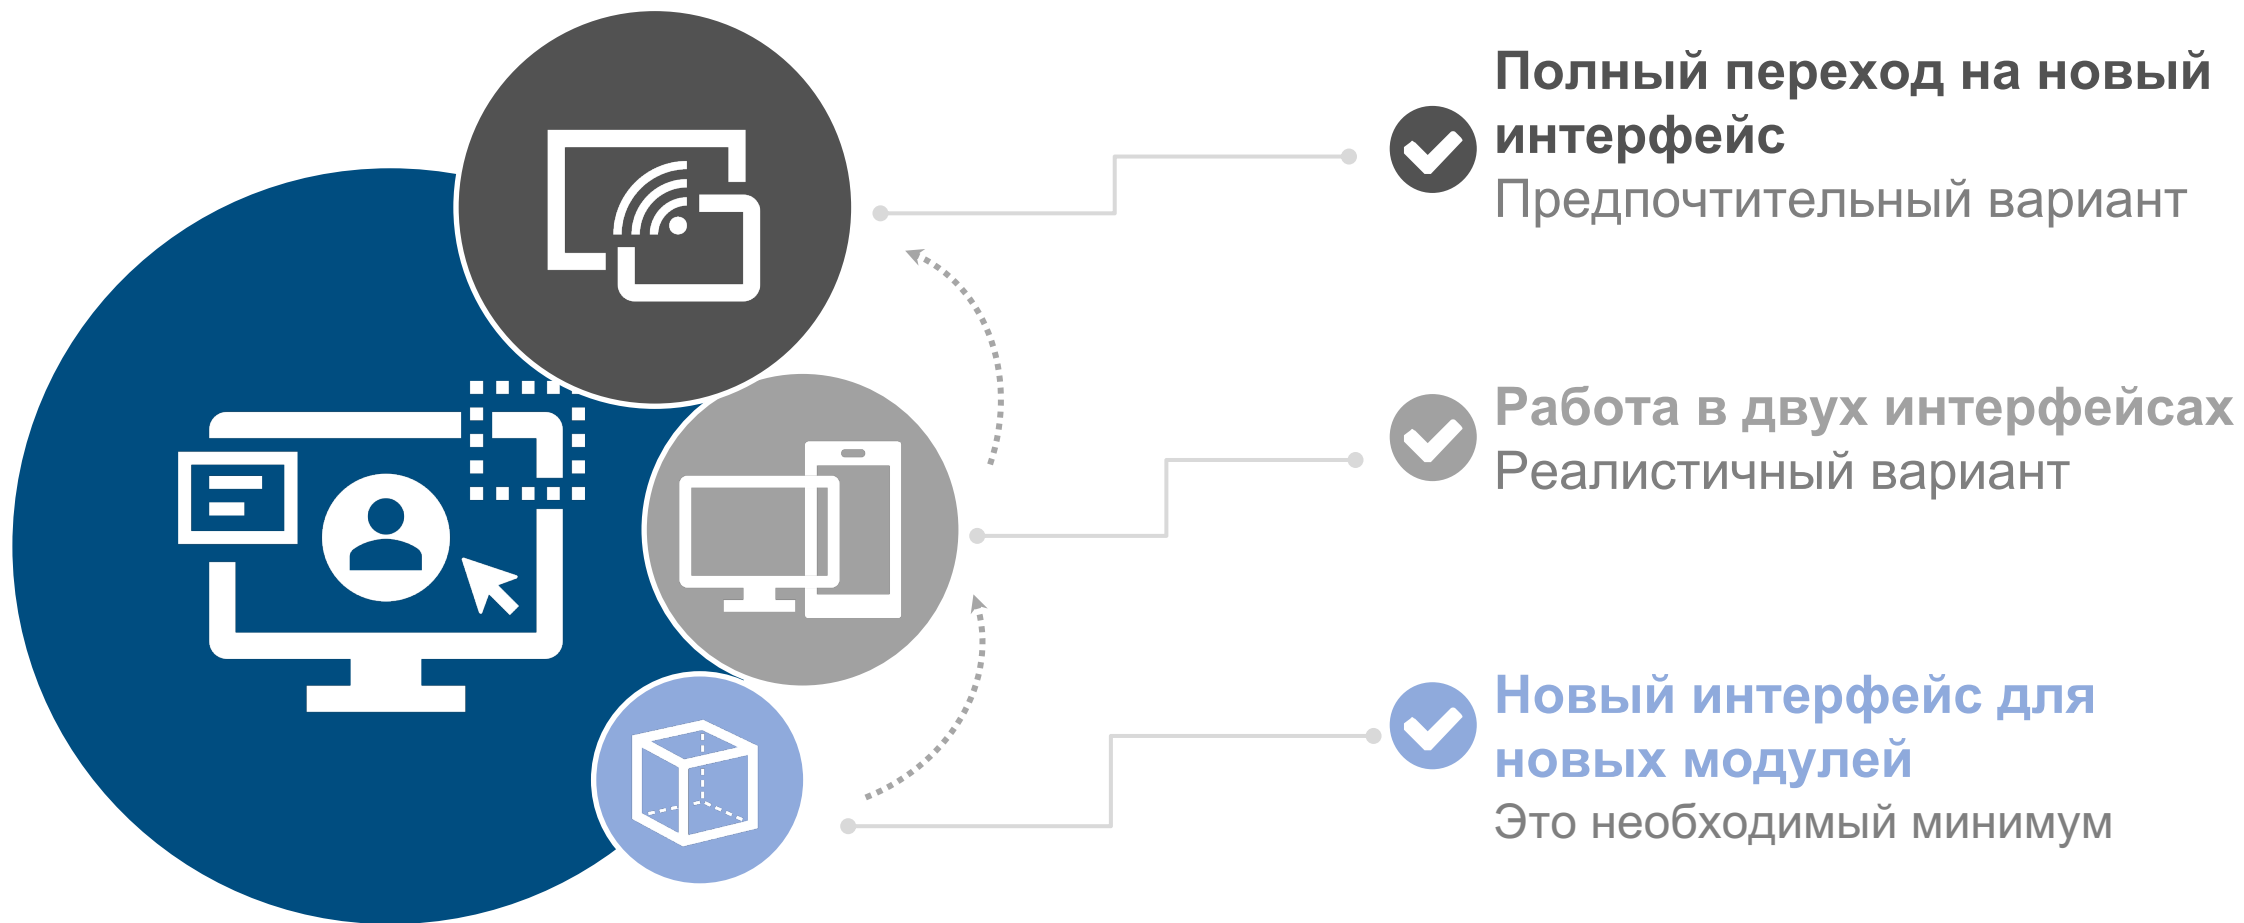 Полный переход на новый
интерфейс
Предпочтительный вариант
Работа в двух интерфейсах
Реалистичный вариант
Новый интерфейс для
новых модулей
Это необходимый минимум